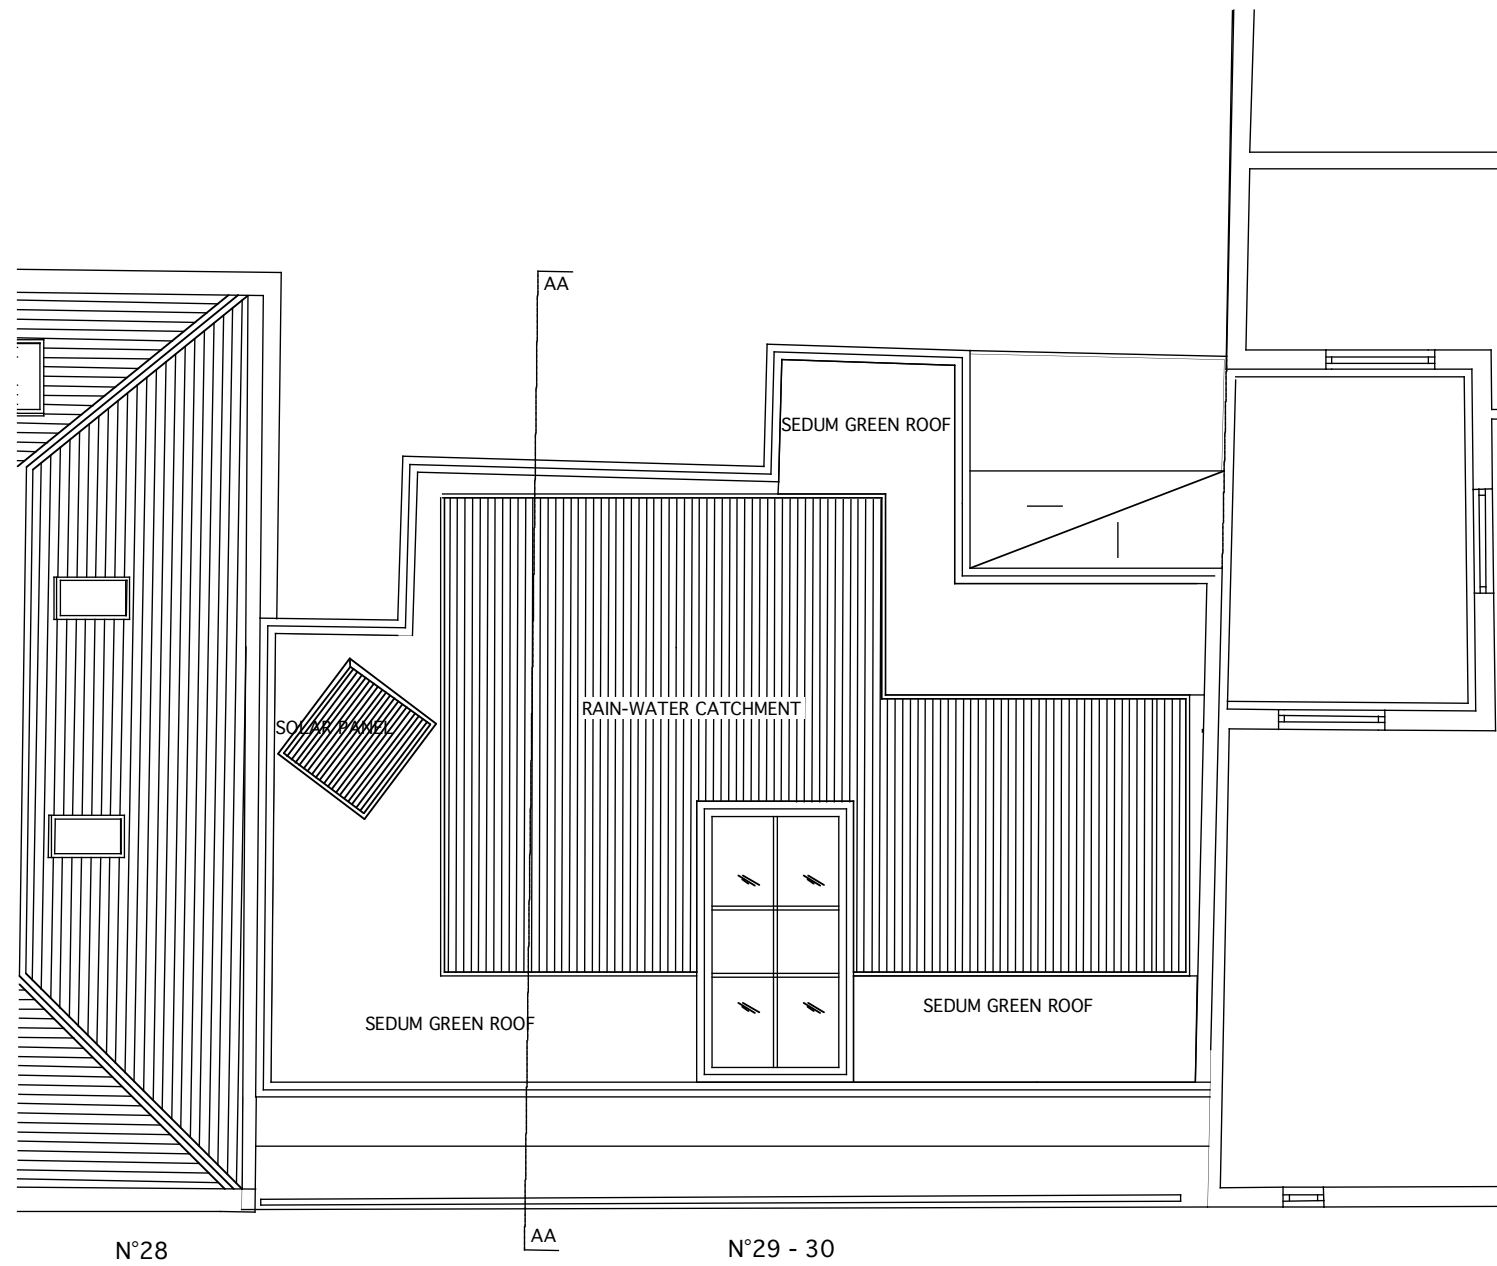 AA
SEDUM GREEN ROOF
RAIN-WATER CATCHMENT
SOLAR PANEL
SEDUM GREEN ROOF
SEDUM GREEN ROOF
AA
N°28
N°29 - 30